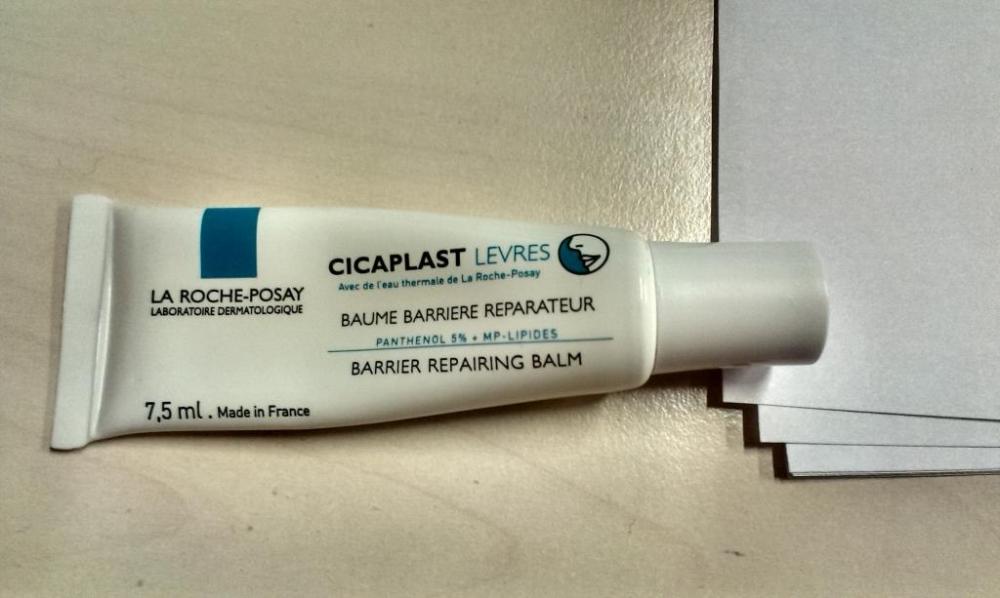 LA ROCHE-POSAY
LABORATOIRE DERMATOLOGIQUE
7,5 ml . Made in France
CICAPLAST LEVRES
Avec de l'eau thermale de La Roche-Posay
BAUME BARRIERE REPARATEUR
PANTHENOL 5% + MP-LIPIDES
BARRIER REPAIRING BALM